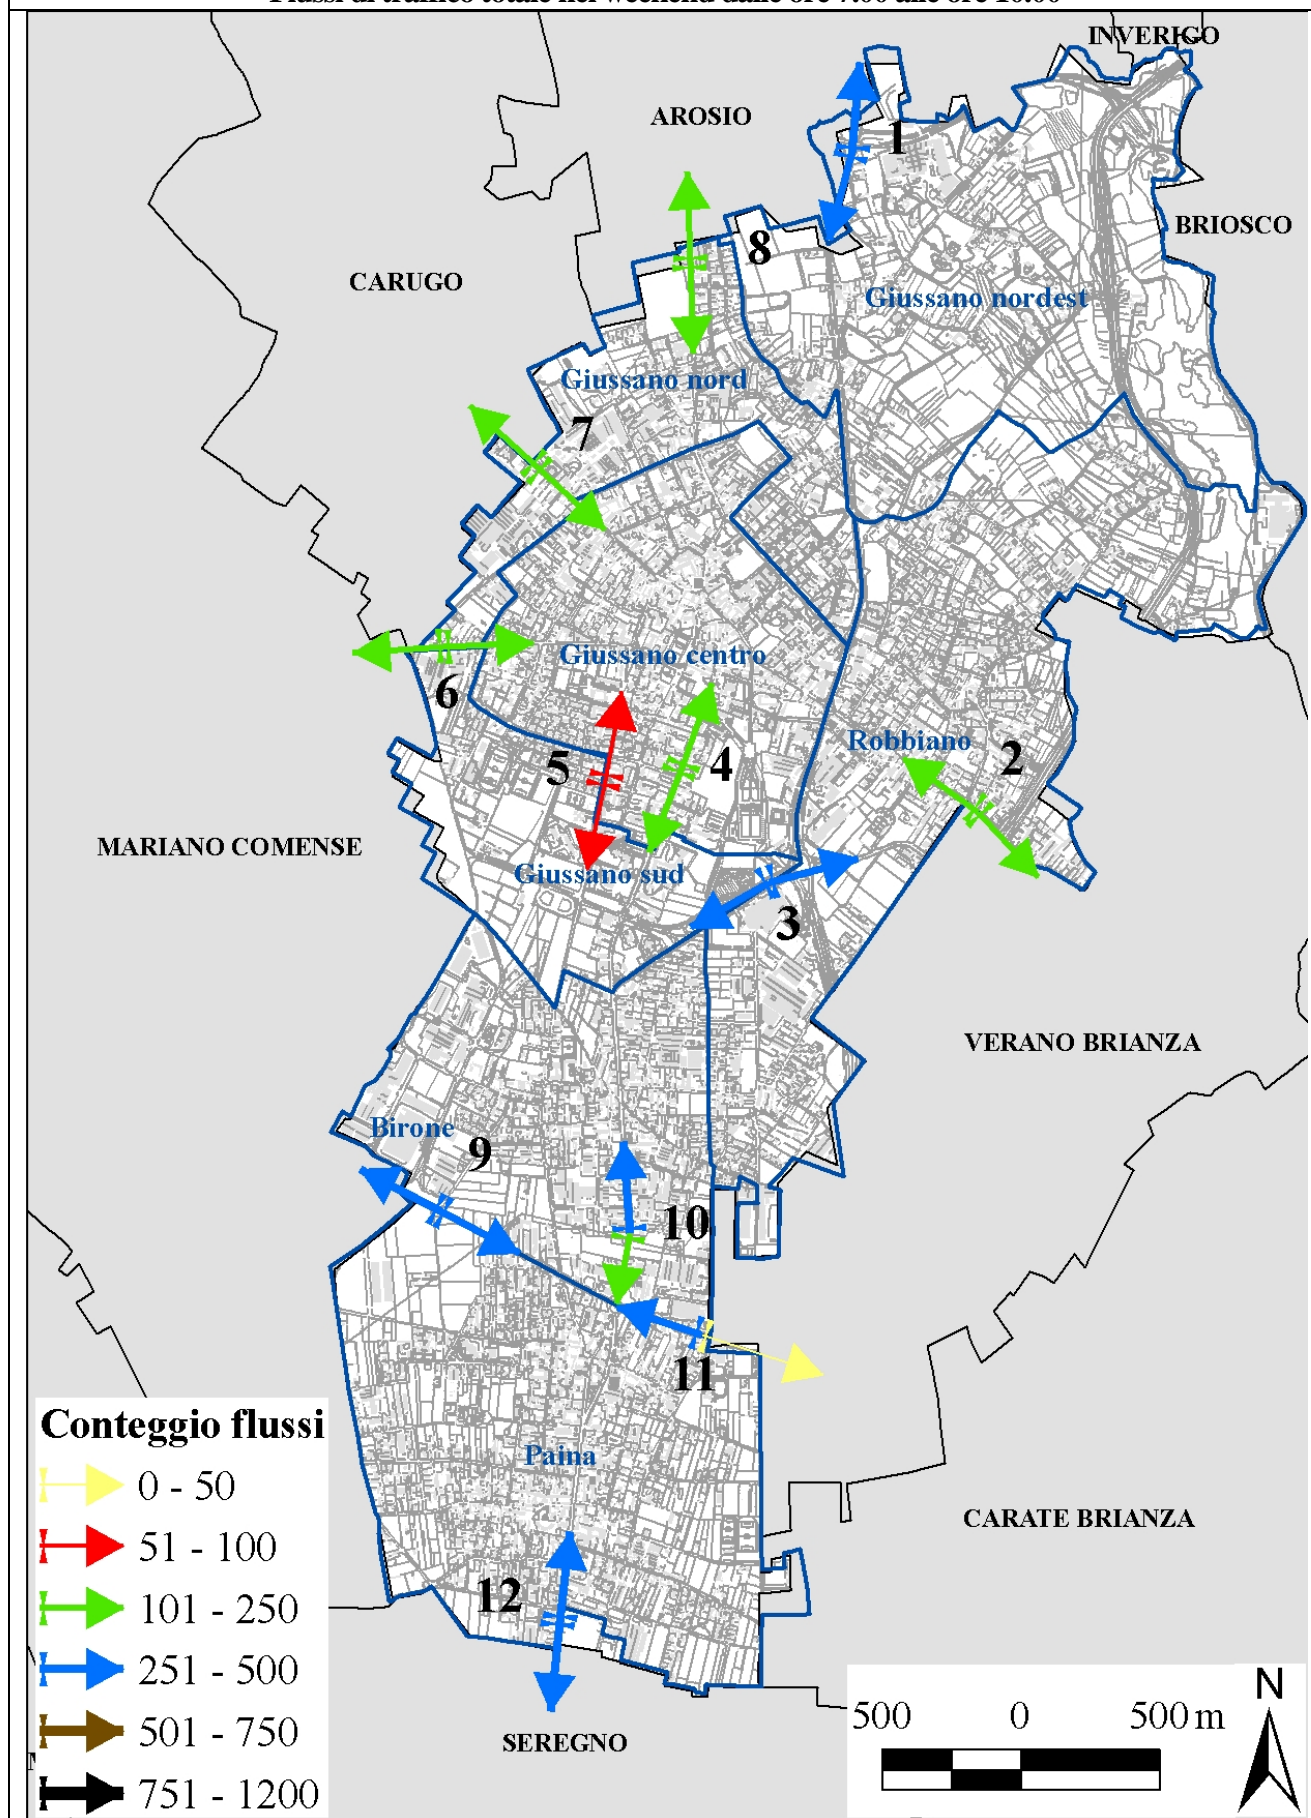 INVERIGO
AROSIO
1
BRIOSCO
8
CARUGO
Giussano nordest
Giussano nord
7
Giussano centro
6
Robbiano
5
4
2
MARIANO COMENSE
Giussano sud
3
VERANO BRIANZA
Birone
9
10
11
Conteggio flussi
0 - 50
51 - 100
101 - 250
251 - 500
501 - 750
751 - 1200
Paina
CARATE BRIANZA
12
SEREGNO
500 0 500 m
N